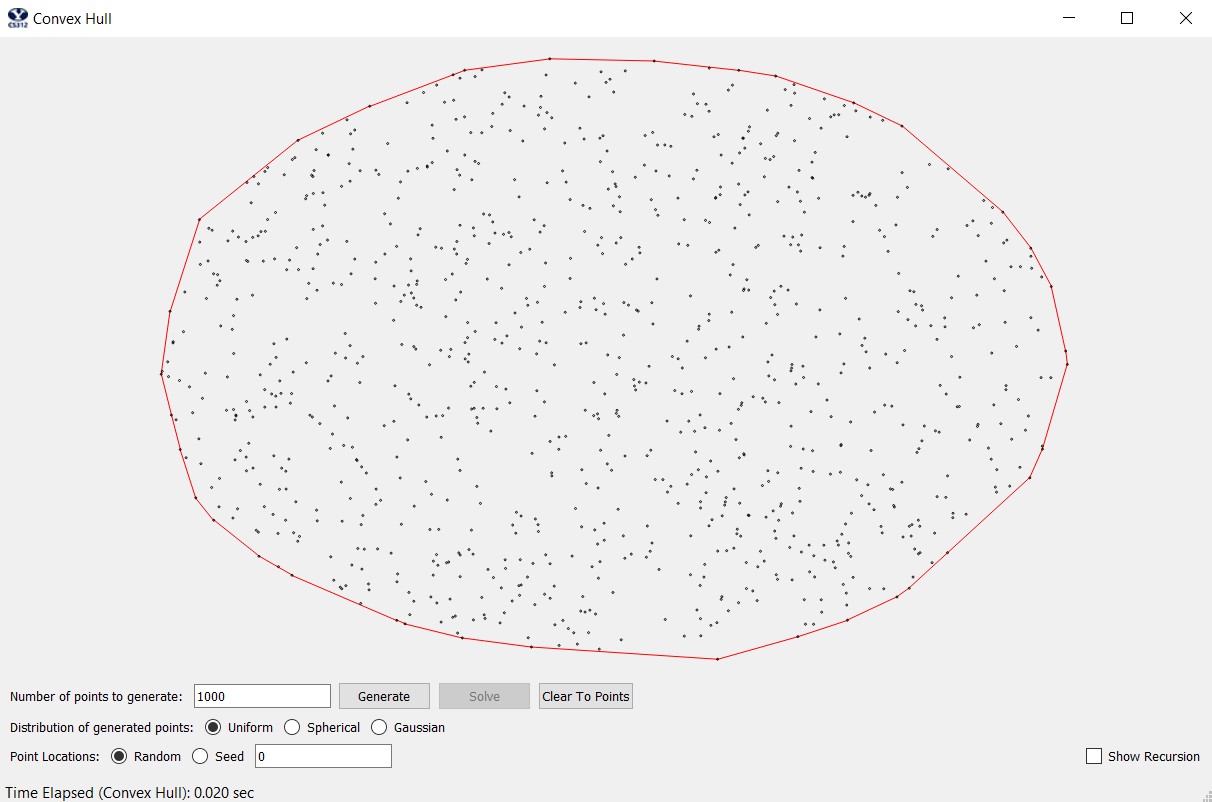 CS312 Convex Hull
Number of points to generate: 1000 Generate Solve Clear To Points
Distribution of generated points: Uniform Spherical Gaussian
Point Locations: Random Seed 0 Show Recursion
Time Elapsed (Convex Hull): 0.020 sec